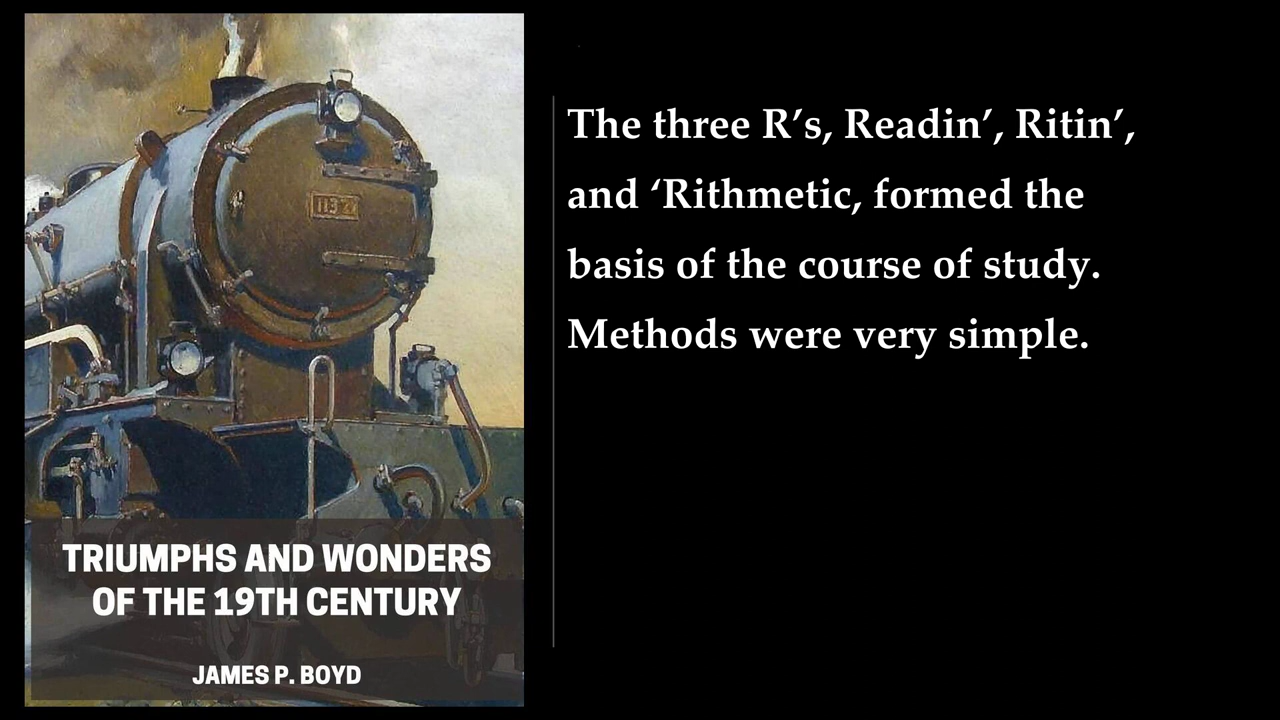 The three R’s, Readin’, Ritin’,
and ‘Rithmetic, formed the
basis of the course of study.
Methods were very simple.
TRIUMPHS AND WONDERS
OF THE 19TH CENTURY
JAMES P. BOYD